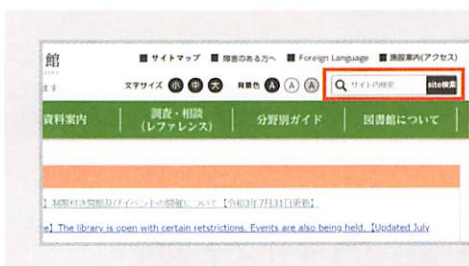 館
■ サイトマップ ■ 障害のある方へ ■ Foreign Language ■ 施設案内(アクセス)
ます
文字サイズ 小 中 大 背景色 A A A サイト内検索 site検索
資料案内 調査・相談 (レファレンス) 分野別ガイド 図書館について
】制限付き開館及びイベントの開催について【令和3年7月31日更新】
e】The library is open with certain retstrictions. Events are also being held.【Updated July